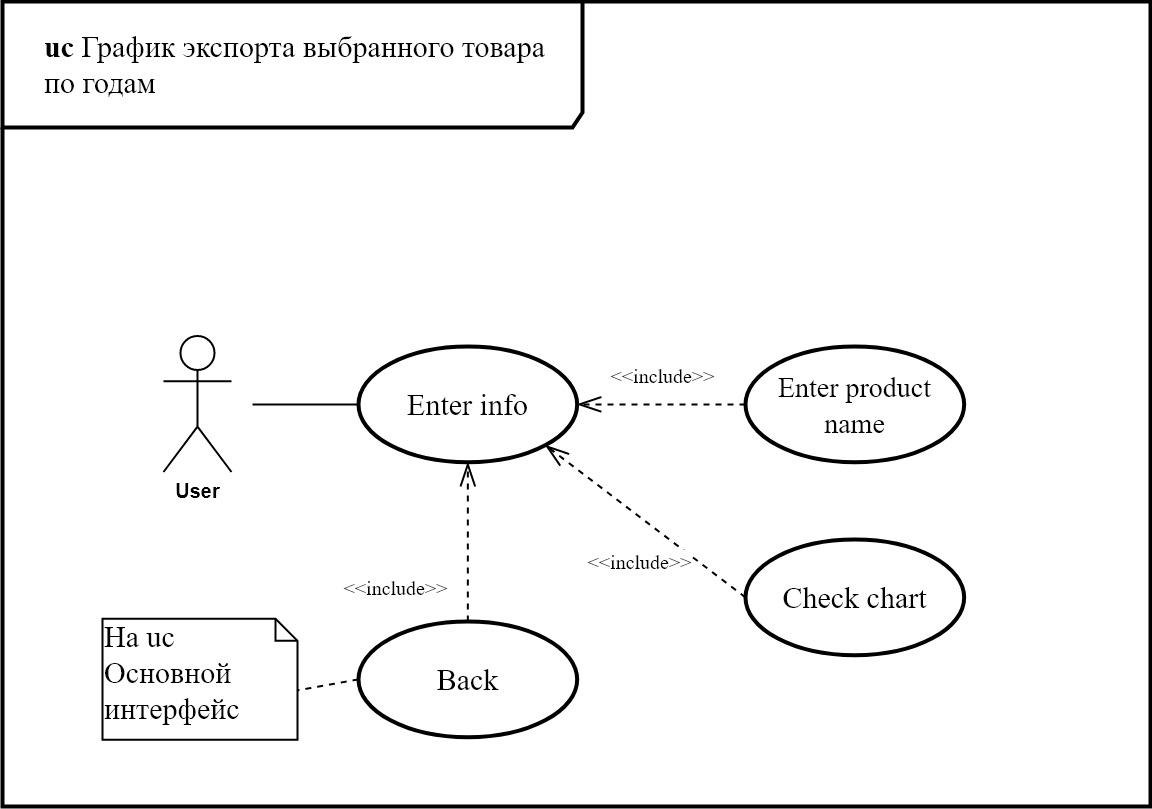 uc График экспорта выбранного товара
по годам
Enter info
<<include>>
Enter product
name
User
<<include>>
Check chart
<<include>>
Back
На uc
Основной
интерфейс